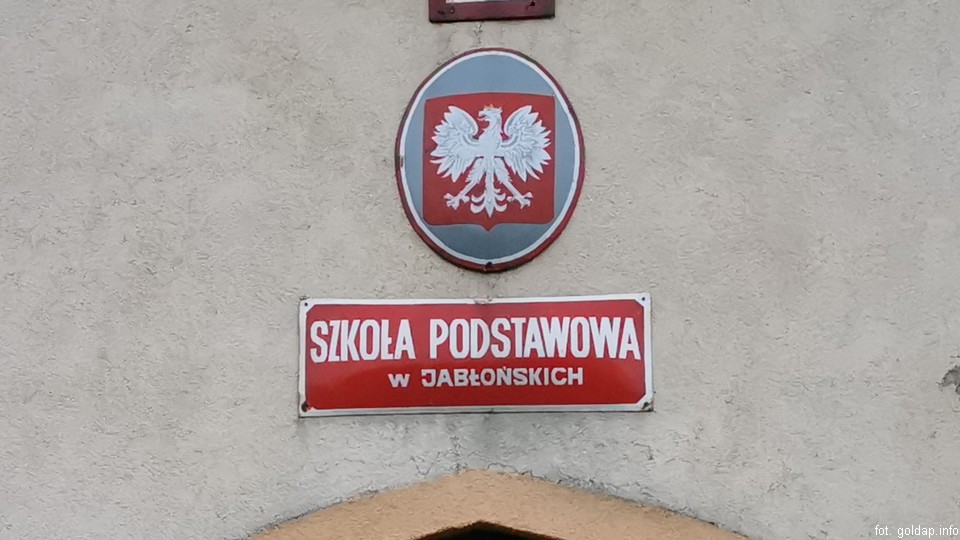 SZKOŁA PODSTAWOWA
w JABŁOŃSKICH
fot. goldap.info